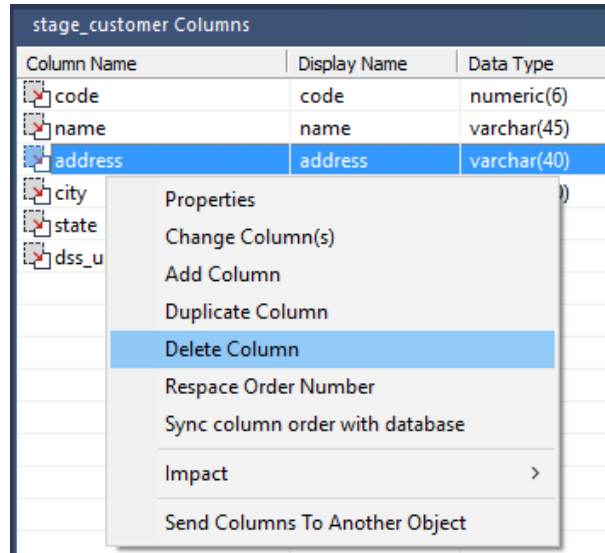 stage_customer Columns
Column Name Display Name Data Type
code code numeric(6)
name name varchar(45)
address address varchar(40)
city
state
Properties
Change Column(s)
Add Column
Duplicate Column
Delete Column
Respace Order Number
Sync column order with database
Impact
Send Columns To Another Object